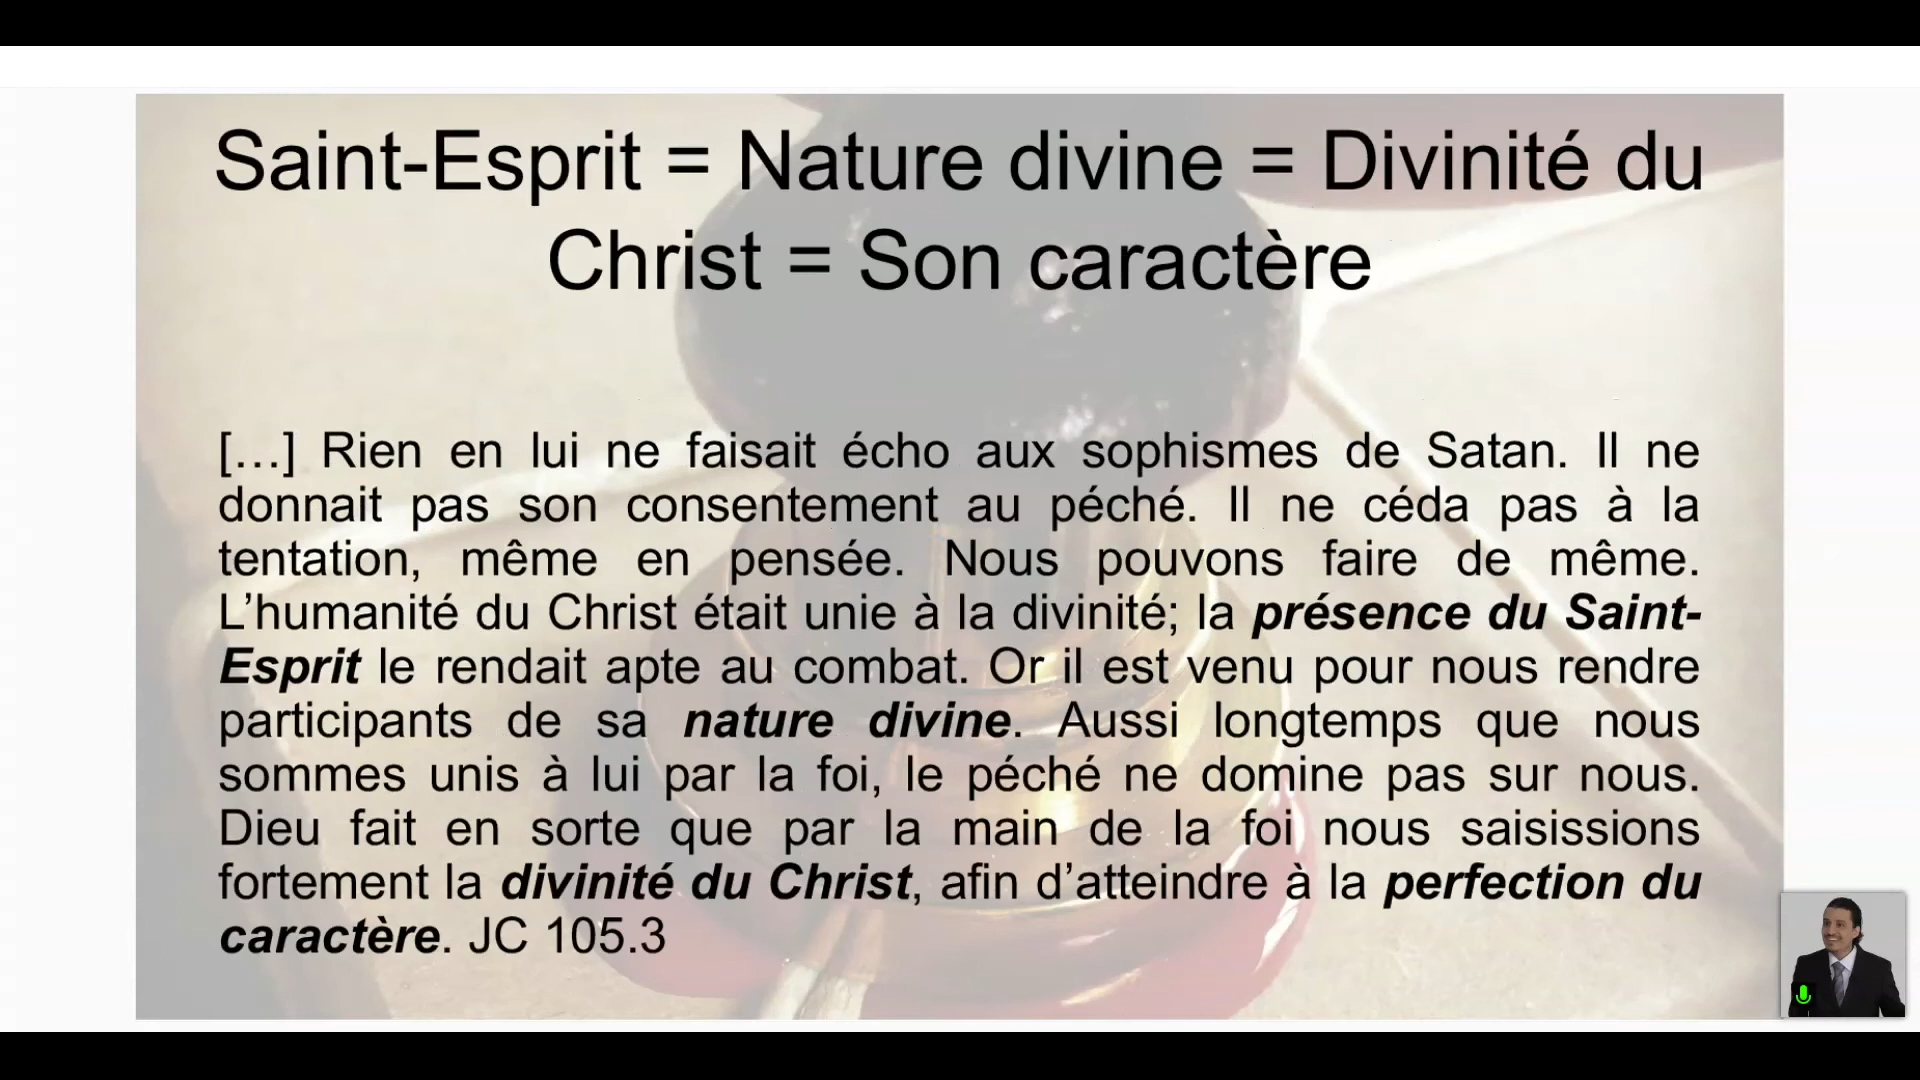 Saint-Esprit = Nature divine = Divinité du
Christ = Son caractère
[…] Rien en lui ne faisait écho aux sophismes de Satan. Il ne
donnait pas son consentement au péché. Il ne céda pas à la
tentation, même en pensée. Nous pouvons faire de même.
L’humanité du Christ était unie à la divinité; la présence du Saint-
Esprit le rendait apte au combat. Or il est venu pour nous rendre
participants de sa nature divine. Aussi longtemps que nous
sommes unis à lui par la foi, le péché ne domine pas sur nous.
Dieu fait en sorte que par la main de la foi nous saisissions
fortement la divinité du Christ, afin d’atteindre à la perfection du
caractère. JC 105.3